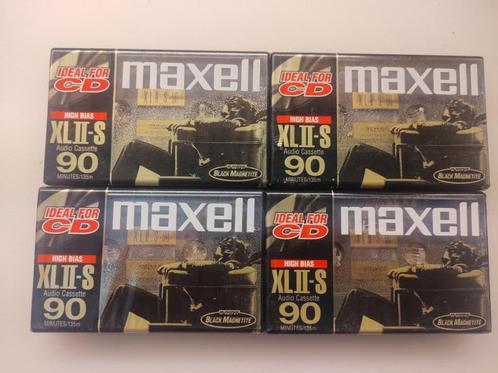 IDEAL FOR
CD
maxell
HIGH BIAS
XLII-S
Audio Cassette
90
MINUTES/135m
BLACK MAGNETITE
IDEAL FOR
CD
maxell
HIGH BIAS
XLII-S
Audio Cassette
90
MINUTES/135m
BLACK MAGNETITE
IDEAL FOR
CD
maxell
HIGH BIAS
XLII-S
Audio Cassette
90
MINUTES/135m
BLACK MAGNETITE
IDEAL FOR
CD
maxell
HIGH BIAS
XLII-S
Audio Cassette
90
MINUTES/135m
BLACK MAGNETITE